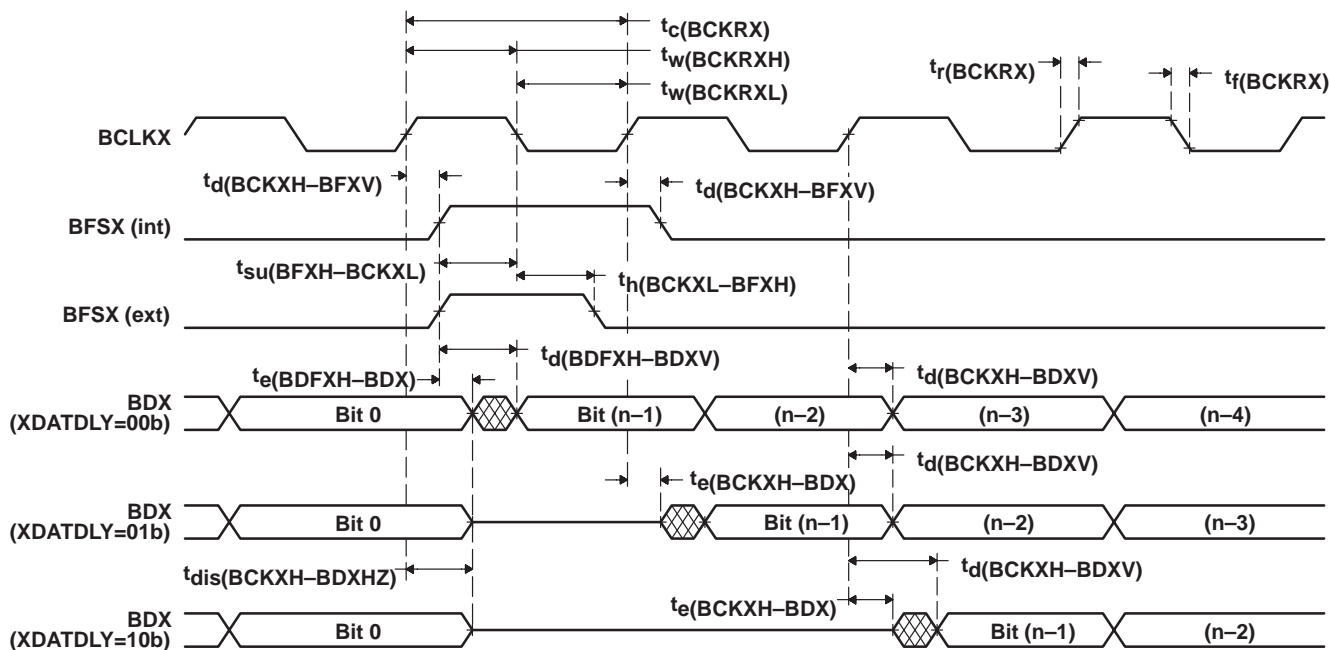 tc(BCKRX)
tw(BCKRXH)
tr(BCKRX)
tf(BCKRX)
tw(BCKRXL)
BCLKX
td(BCKXH–BFXV)
td(BCKXH–BFXV)
BFSX (int)
tsu(BFXH–BCKXL)
th(BCKXL–BFXH)
BFSX (ext)
td(BDFXH–BDXV)
te(BDFXH–BDX)
td(BCKXH–BDXV)
BDX
(XDATDLY=00b)
Bit 0
Bit (n–1)
(n–2)
(n–3)
(n–4)
td(BCKXH–BDXV)
te(BCKXH–BDX)
BDX
(XDATDLY=01b)
Bit 0
Bit (n–1)
(n–2)
(n–3)
tdis(BCKXH–BDXHZ)
td(BCKXH–BDXV)
te(BCKXH–BDX)
BDX
(XDATDLY=10b)
Bit 0
Bit (n–1)
(n–2)